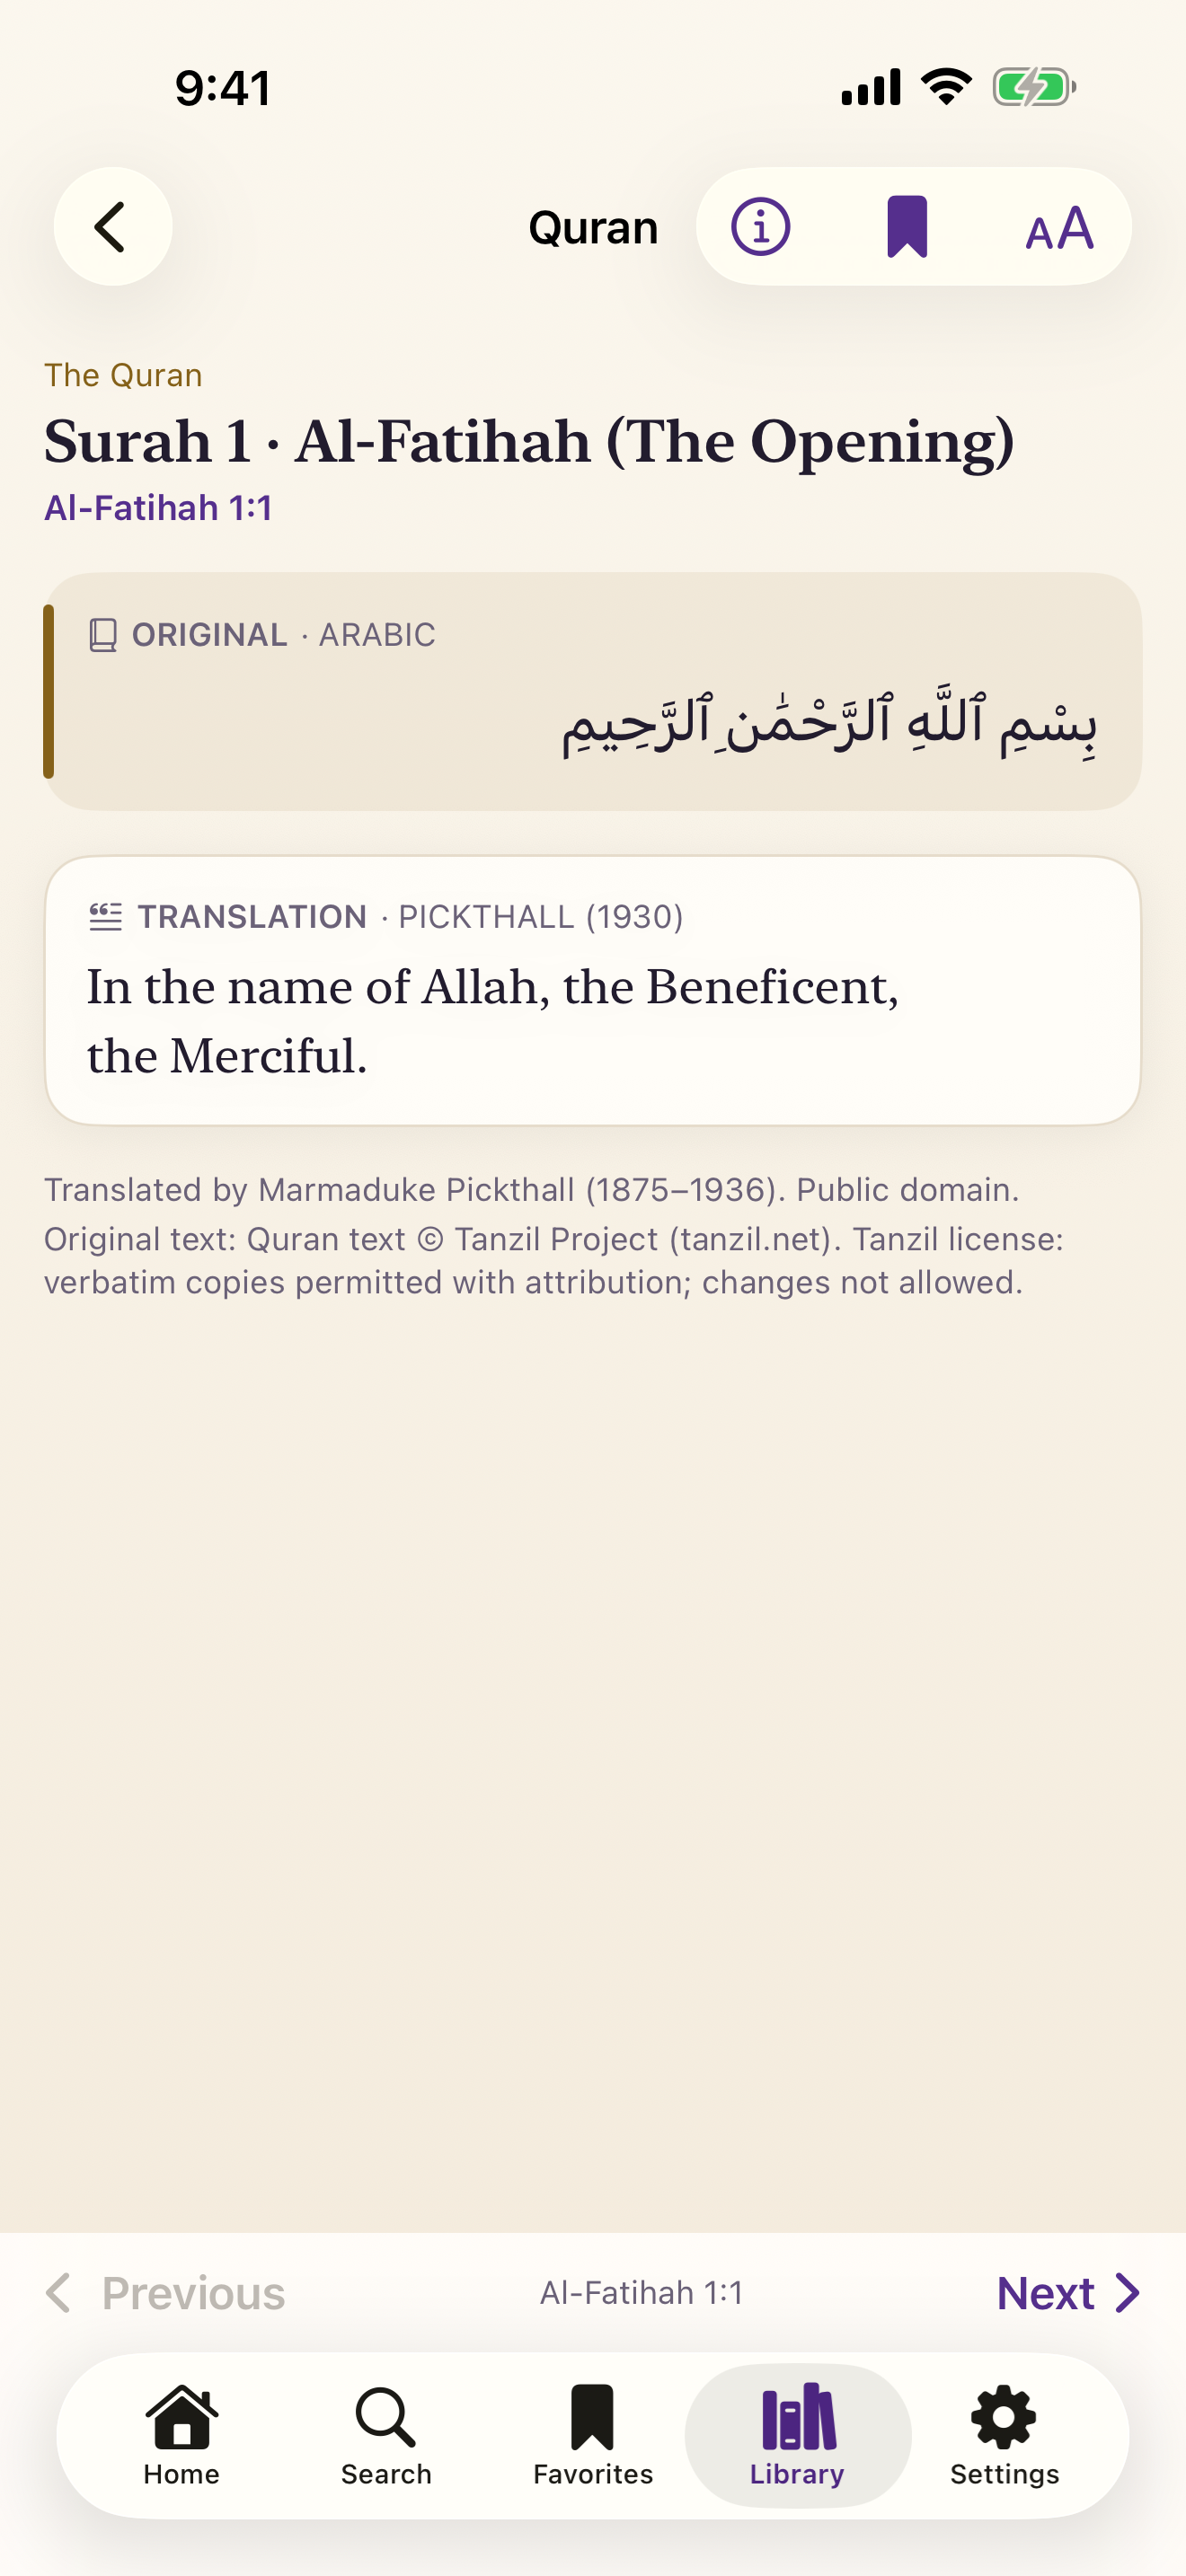 9:41
Quran
AA
The Quran
Surah 1 · Al-Fatihah (The Opening)
Al-Fatihah 1:1
ORIGINAL · ARABIC
بِسْمِ ٱللَّهِ ٱلرَّحْمَٰنِ ٱلرَّحِيمِ
TRANSLATION · PICKTHALL (1930)
In the name of Allah, the Beneficent,
the Merciful.
Translated by Marmaduke Pickthall (1875–1936). Public domain.
Original text: Quran text © Tanzil Project (tanzil.net). Tanzil license:
verbatim copies permitted with attribution; changes not allowed.
Previous Al-Fatihah 1:1 Next
Home Search Favorites Library Settings